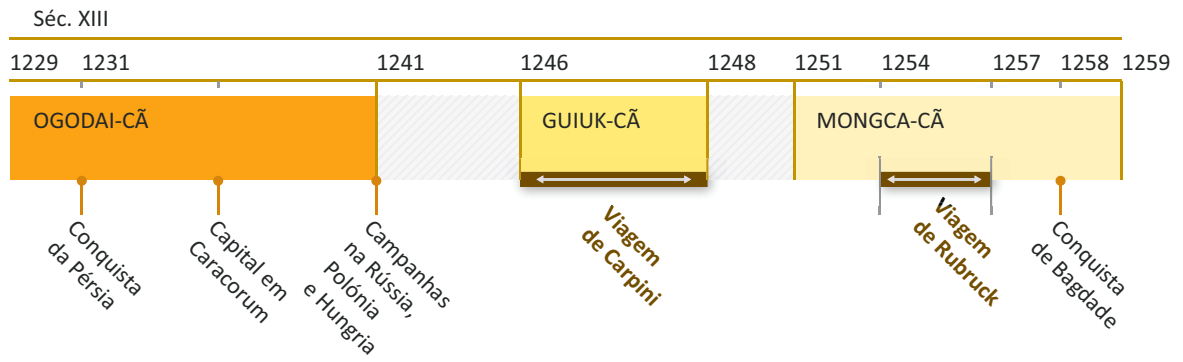 Séc. XIII
1229 1231 1241 1246 1248 1251 1254 1257 1258 1259
OGODAI-CÃ GUIUK-CÃ MONGCA-CÃ
Conquista
da Pérsia
Capital em
Caracorum
Campanhas
na Rússia,
Polónia
e Hungria
Viagem
de Carpini
Viagem
de Rubruck
Conquista
de Bagdade